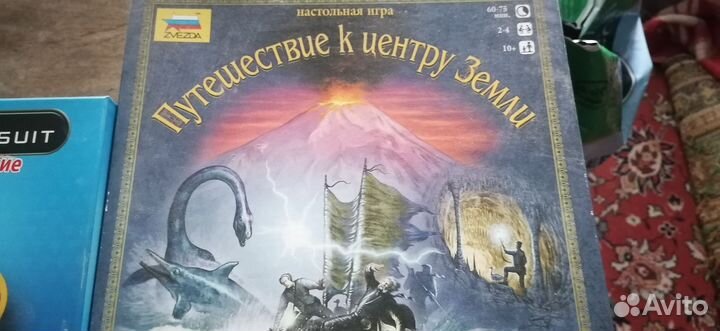 настольная игра
ZVEZDA
60-75
мин.
2-4
10+
Путешествие к центру Земли
SUIT
ие
Avito